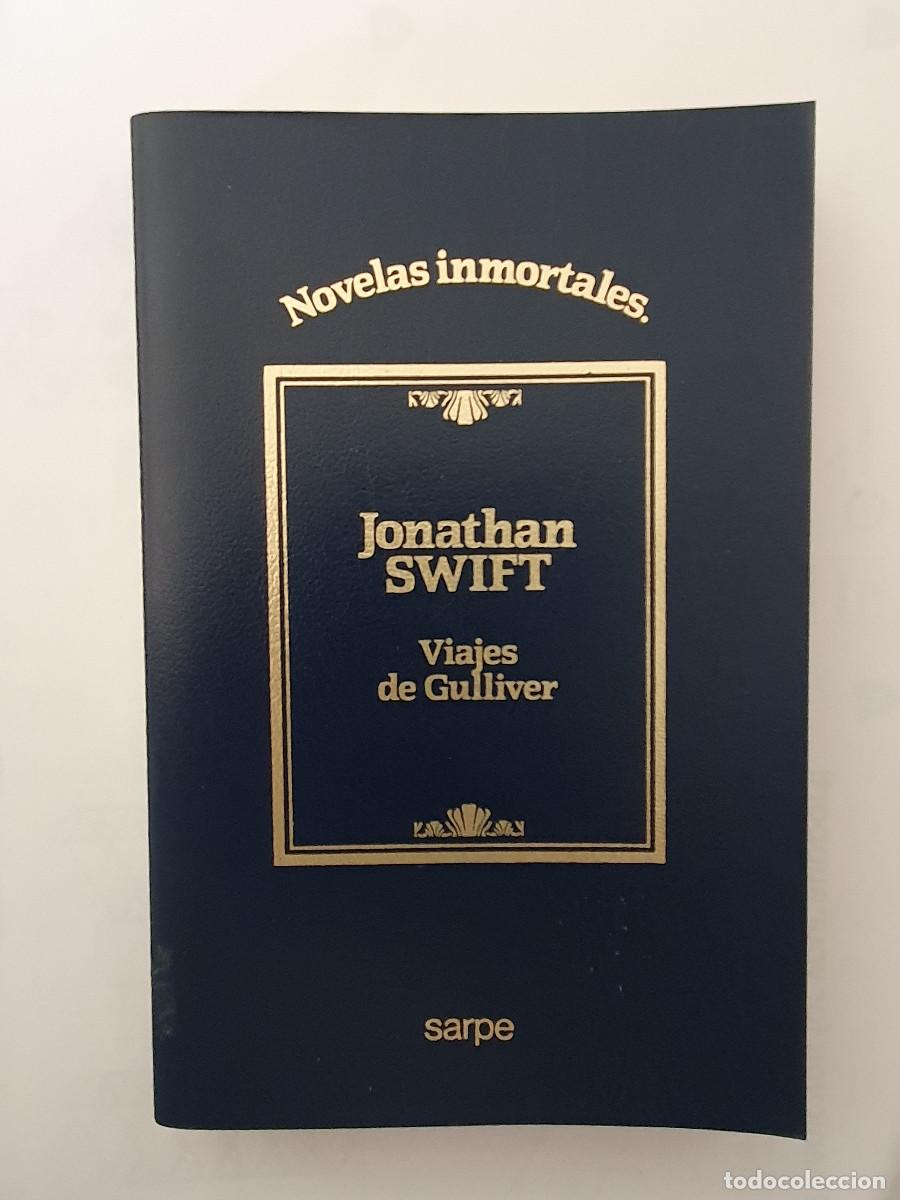 Novelas inmortales.
Jonathan
SWIFT
Viajes
de Gulliver
sarpe
todocoleccion